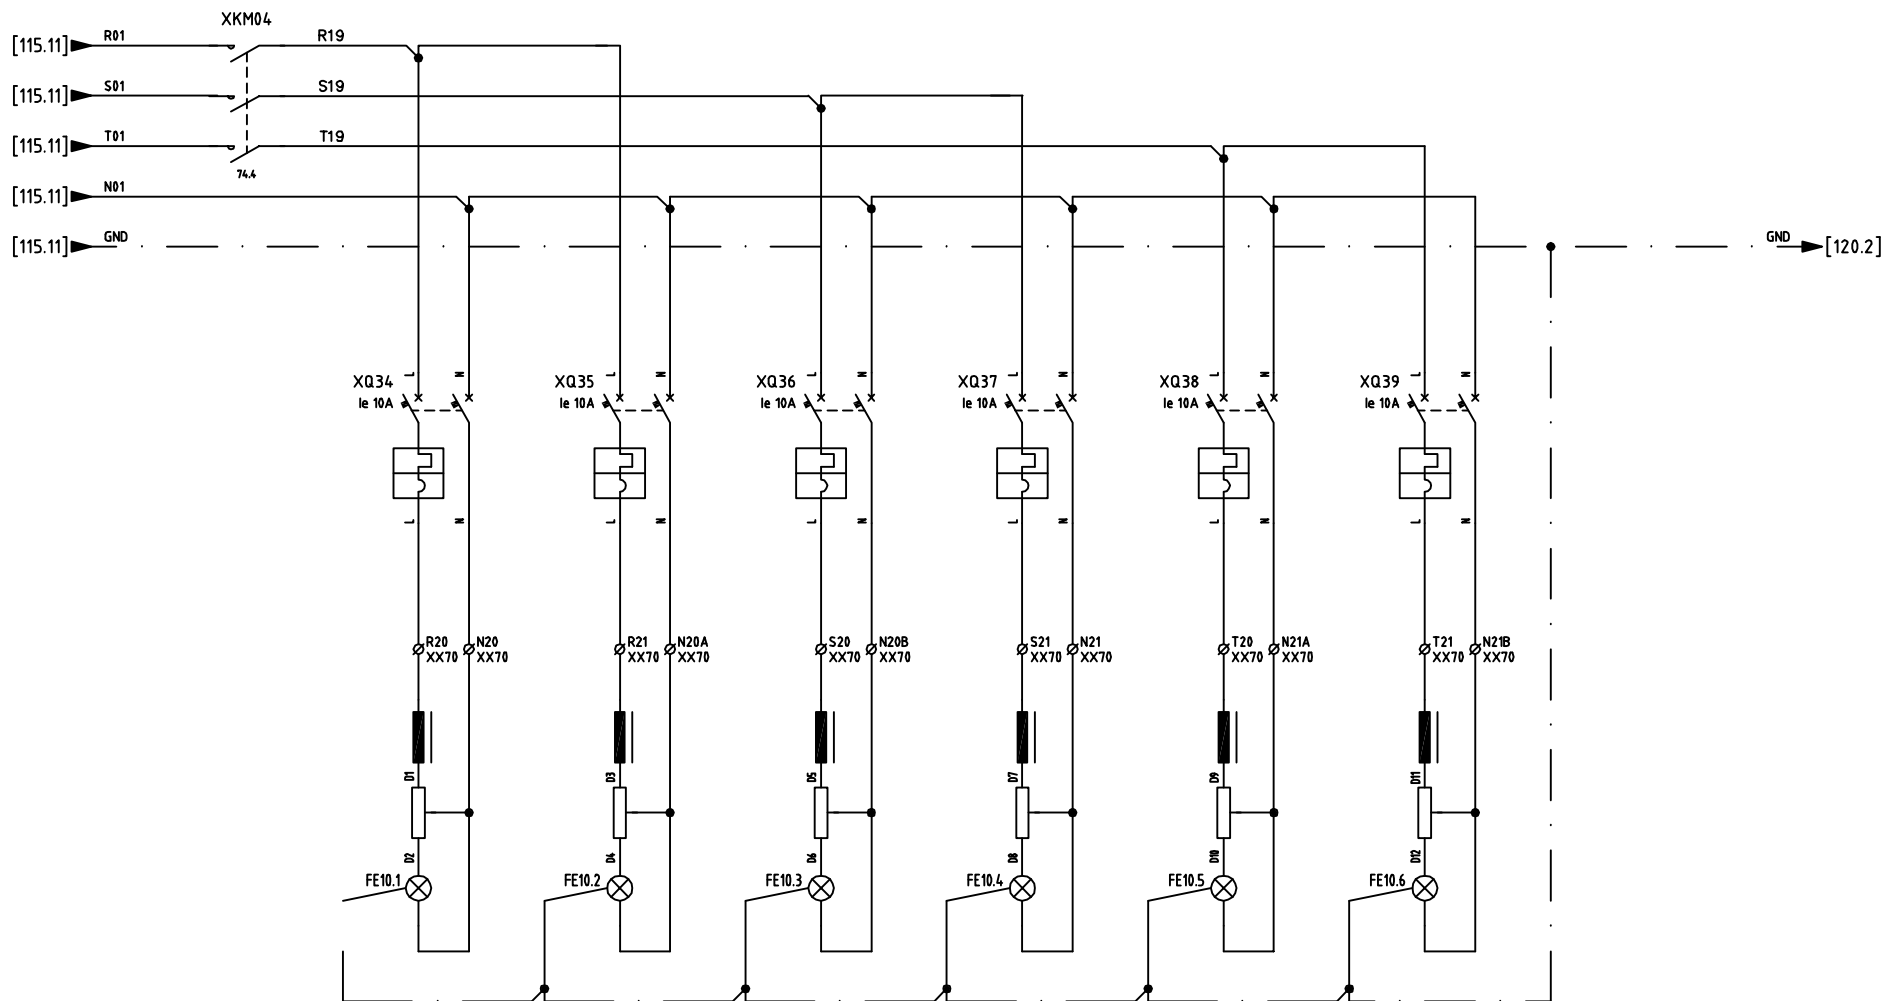 XKM04
[115.11] R01 R19
[115.11] S01 S19
[115.11] T01 T19
74.4
[115.11] N01
[115.11] GND GND [120.2]
L N L N L N L N L N L N
XQ34 XQ35 XQ36 XQ37 XQ38 XQ39
Ie 10A Ie 10A Ie 10A Ie 10A Ie 10A Ie 10A
L N L N L N L N L N L N
R20 N20 R21 N20A S20 N20B S21 N21 T20 N21A T21 N21B
XX70 XX70 XX70 XX70 XX70 XX70 XX70 XX70 XX70 XX70 XX70 XX70
D1 D3 D5 D7 D9 D11
D2 D4 D6 D8 D10 D12
FE10.1 FE10.2 FE10.3 FE10.4 FE10.5 FE10.6